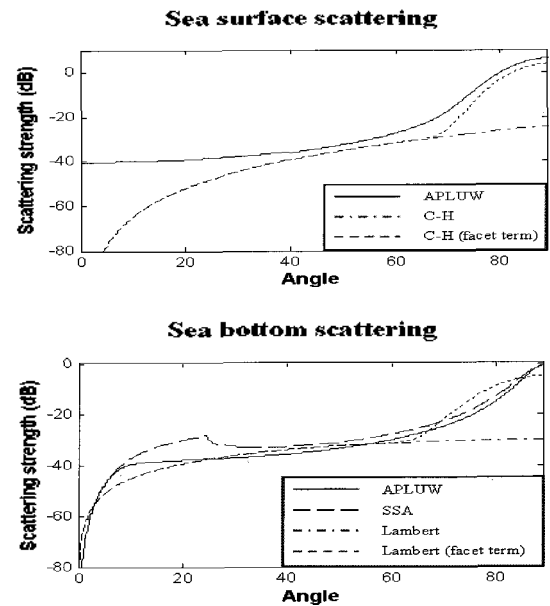 Sea surface scattering
Scattering strength (dB)
0
-20
-40
-60
-80
0
20
40
60
80
Angle
APLUW
C-H
C-H (facet term)
Sea bottom scattering
Scattering strength (dB)
0
-20
-40
-60
-80
0
20
40
60
80
Angle
APLUW
SSA
Lambert
Lambert (facet term)